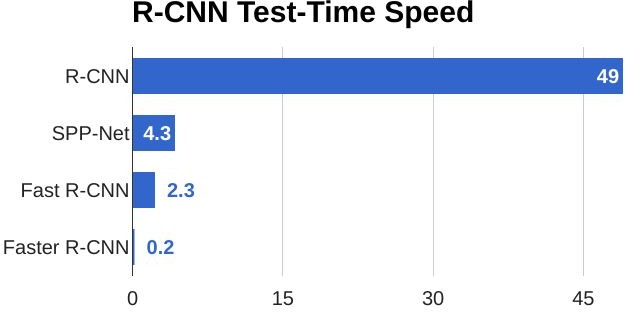 R-CNN Test-Time Speed
R-CNN 49
SPP-Net 4.3
Fast R-CNN 2.3
Faster R-CNN 0.2
0 15 30 45